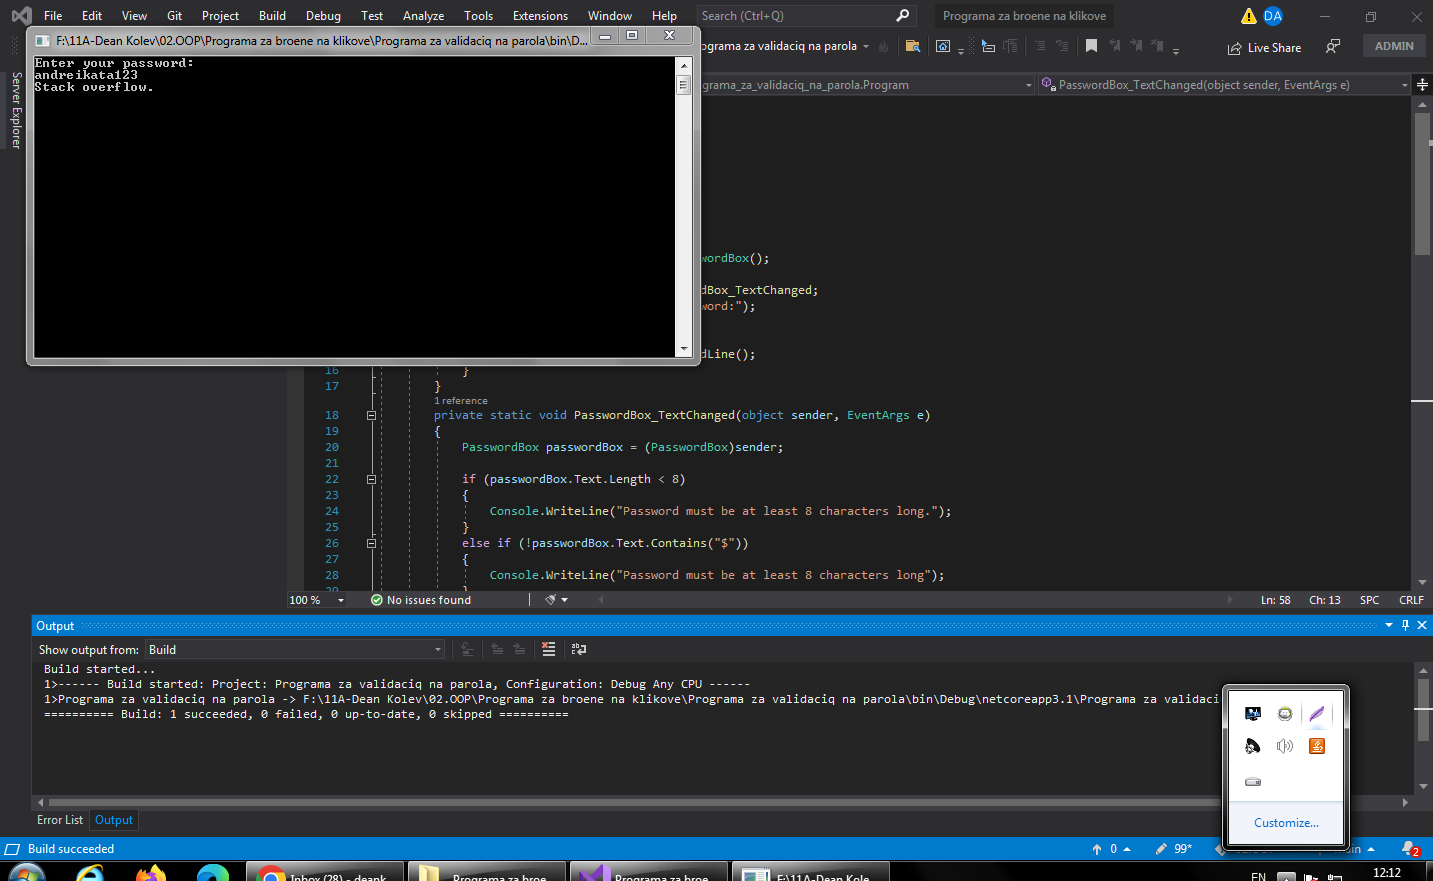 File Edit View Git Project Build Debug Test Analyze Tools Extensions Window Help Search (Ctrl+Q) Programa za broene na klikove DA
F:\11A-Dean Kolev\02.OOP\Programa za broene na klikove\Programa za validaciq na parola\bin\D...
ograma za validaciq na parola Live Share ADMIN
Enter your password:
andreikata123
Stack overflow.
Server Explorer
grama_za_validaciq_na_parola.Program PasswordBox_TextChanged(object sender, EventArgs e)
wordBox();
dBox_TextChanged;
word:");
dLine();
16 }
17 }
1 reference
18 private static void PasswordBox_TextChanged(object sender, EventArgs e)
19 {
20 PasswordBox passwordBox = (PasswordBox)sender;
21
22 if (passwordBox.Text.Length < 8)
23 {
24 Console.WriteLine("Password must be at least 8 characters long.");
25 }
26 else if (!passwordBox.Text.Contains("$"))
27 {
28 Console.WriteLine("Password must be at least 8 characters long");
29 }
100 % No issues found Ln: 58 Ch: 13 SPC CRLF
Output
Show output from: Build
Build started...
1>------ Build started: Project: Programa za validaciq na parola, Configuration: Debug Any CPU ------
1>Programa za validaciq na parola -> F:\11A-Dean Kolev\02.OOP\Programa za broene na klikove\Programa za validaciq na parola\bin\Debug\netcoreapp3.1\Programa za validaci
========== Build: 1 succeeded, 0 failed, 0 up-to-date, 0 skipped ==========
Customize...
Error List Output
Build succeeded 0 99* 2
Inbox (28) - deank... Programa za broe... Programa za broe... F:\11A-Dean Kole... EN 12:12